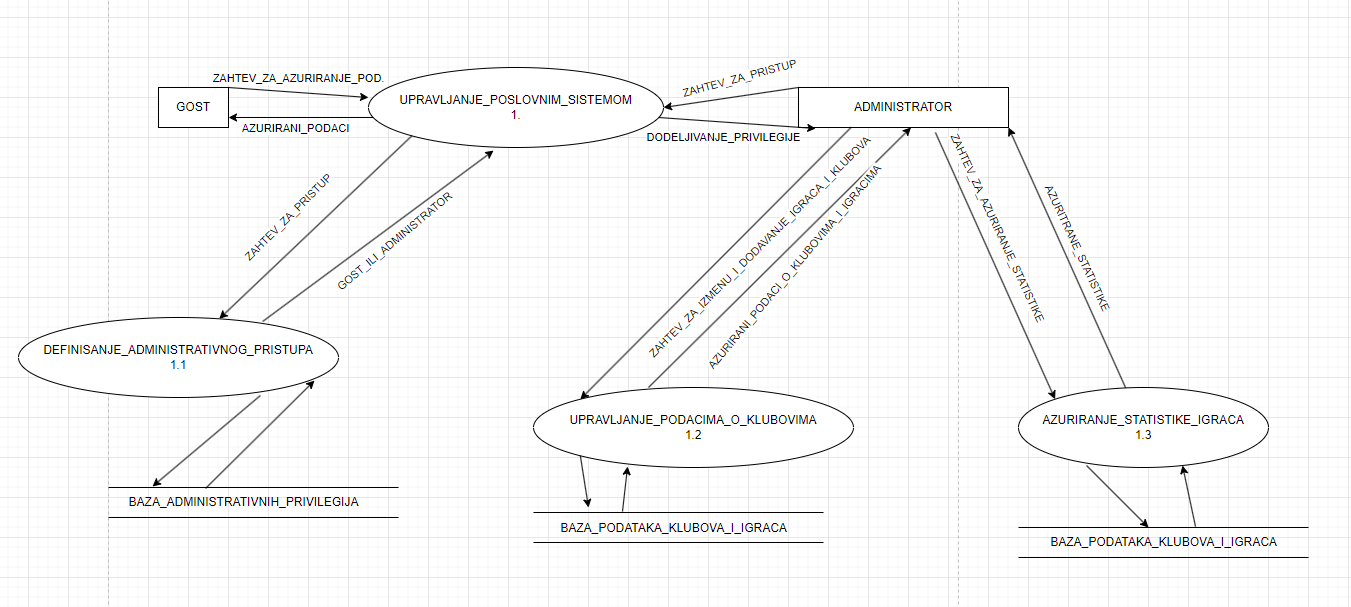 ZAHTEV_ZA_AZURIRANJE_POD.
GOST
AZURIRANI_PODACI
UPRAVLJANJE_POSLOVNIM_SISTEMOM
1.
ZAHTEV_ZA_PRISTUP
ADMINISTRATOR
DODELJIVANJE_PRIVILEGIJE
ZAHTEV_ZA_PRISTUP
GOST_ILI_ADMINISTRATOR
ZAHTEV_ZA_IZMENU_I_DODAVANJE_IGRACA_I_KLUBOVA
AZURIRANI_PODACI_O_KLUBOVIMA_I_IGRACIMA
ZAHTEV_ZA_AZURIRANJE_STATISTIKE
AZURITRANE_STATISTIKE
DEFINISANJE_ADMINISTRATIVNOG_PRISTUPA
1.1
UPRAVLJANJE_PODACIMA_O_KLUBOVIMA
1.2
AZURIRANJE_STATISTIKE_IGRACA
1.3
BAZA_ADMINISTRATIVNIH_PRIVILEGIJA
BAZA_PODATAKA_KLUBOVA_I_IGRACA
BAZA_PODATAKA_KLUBOVA_I_IGRACA